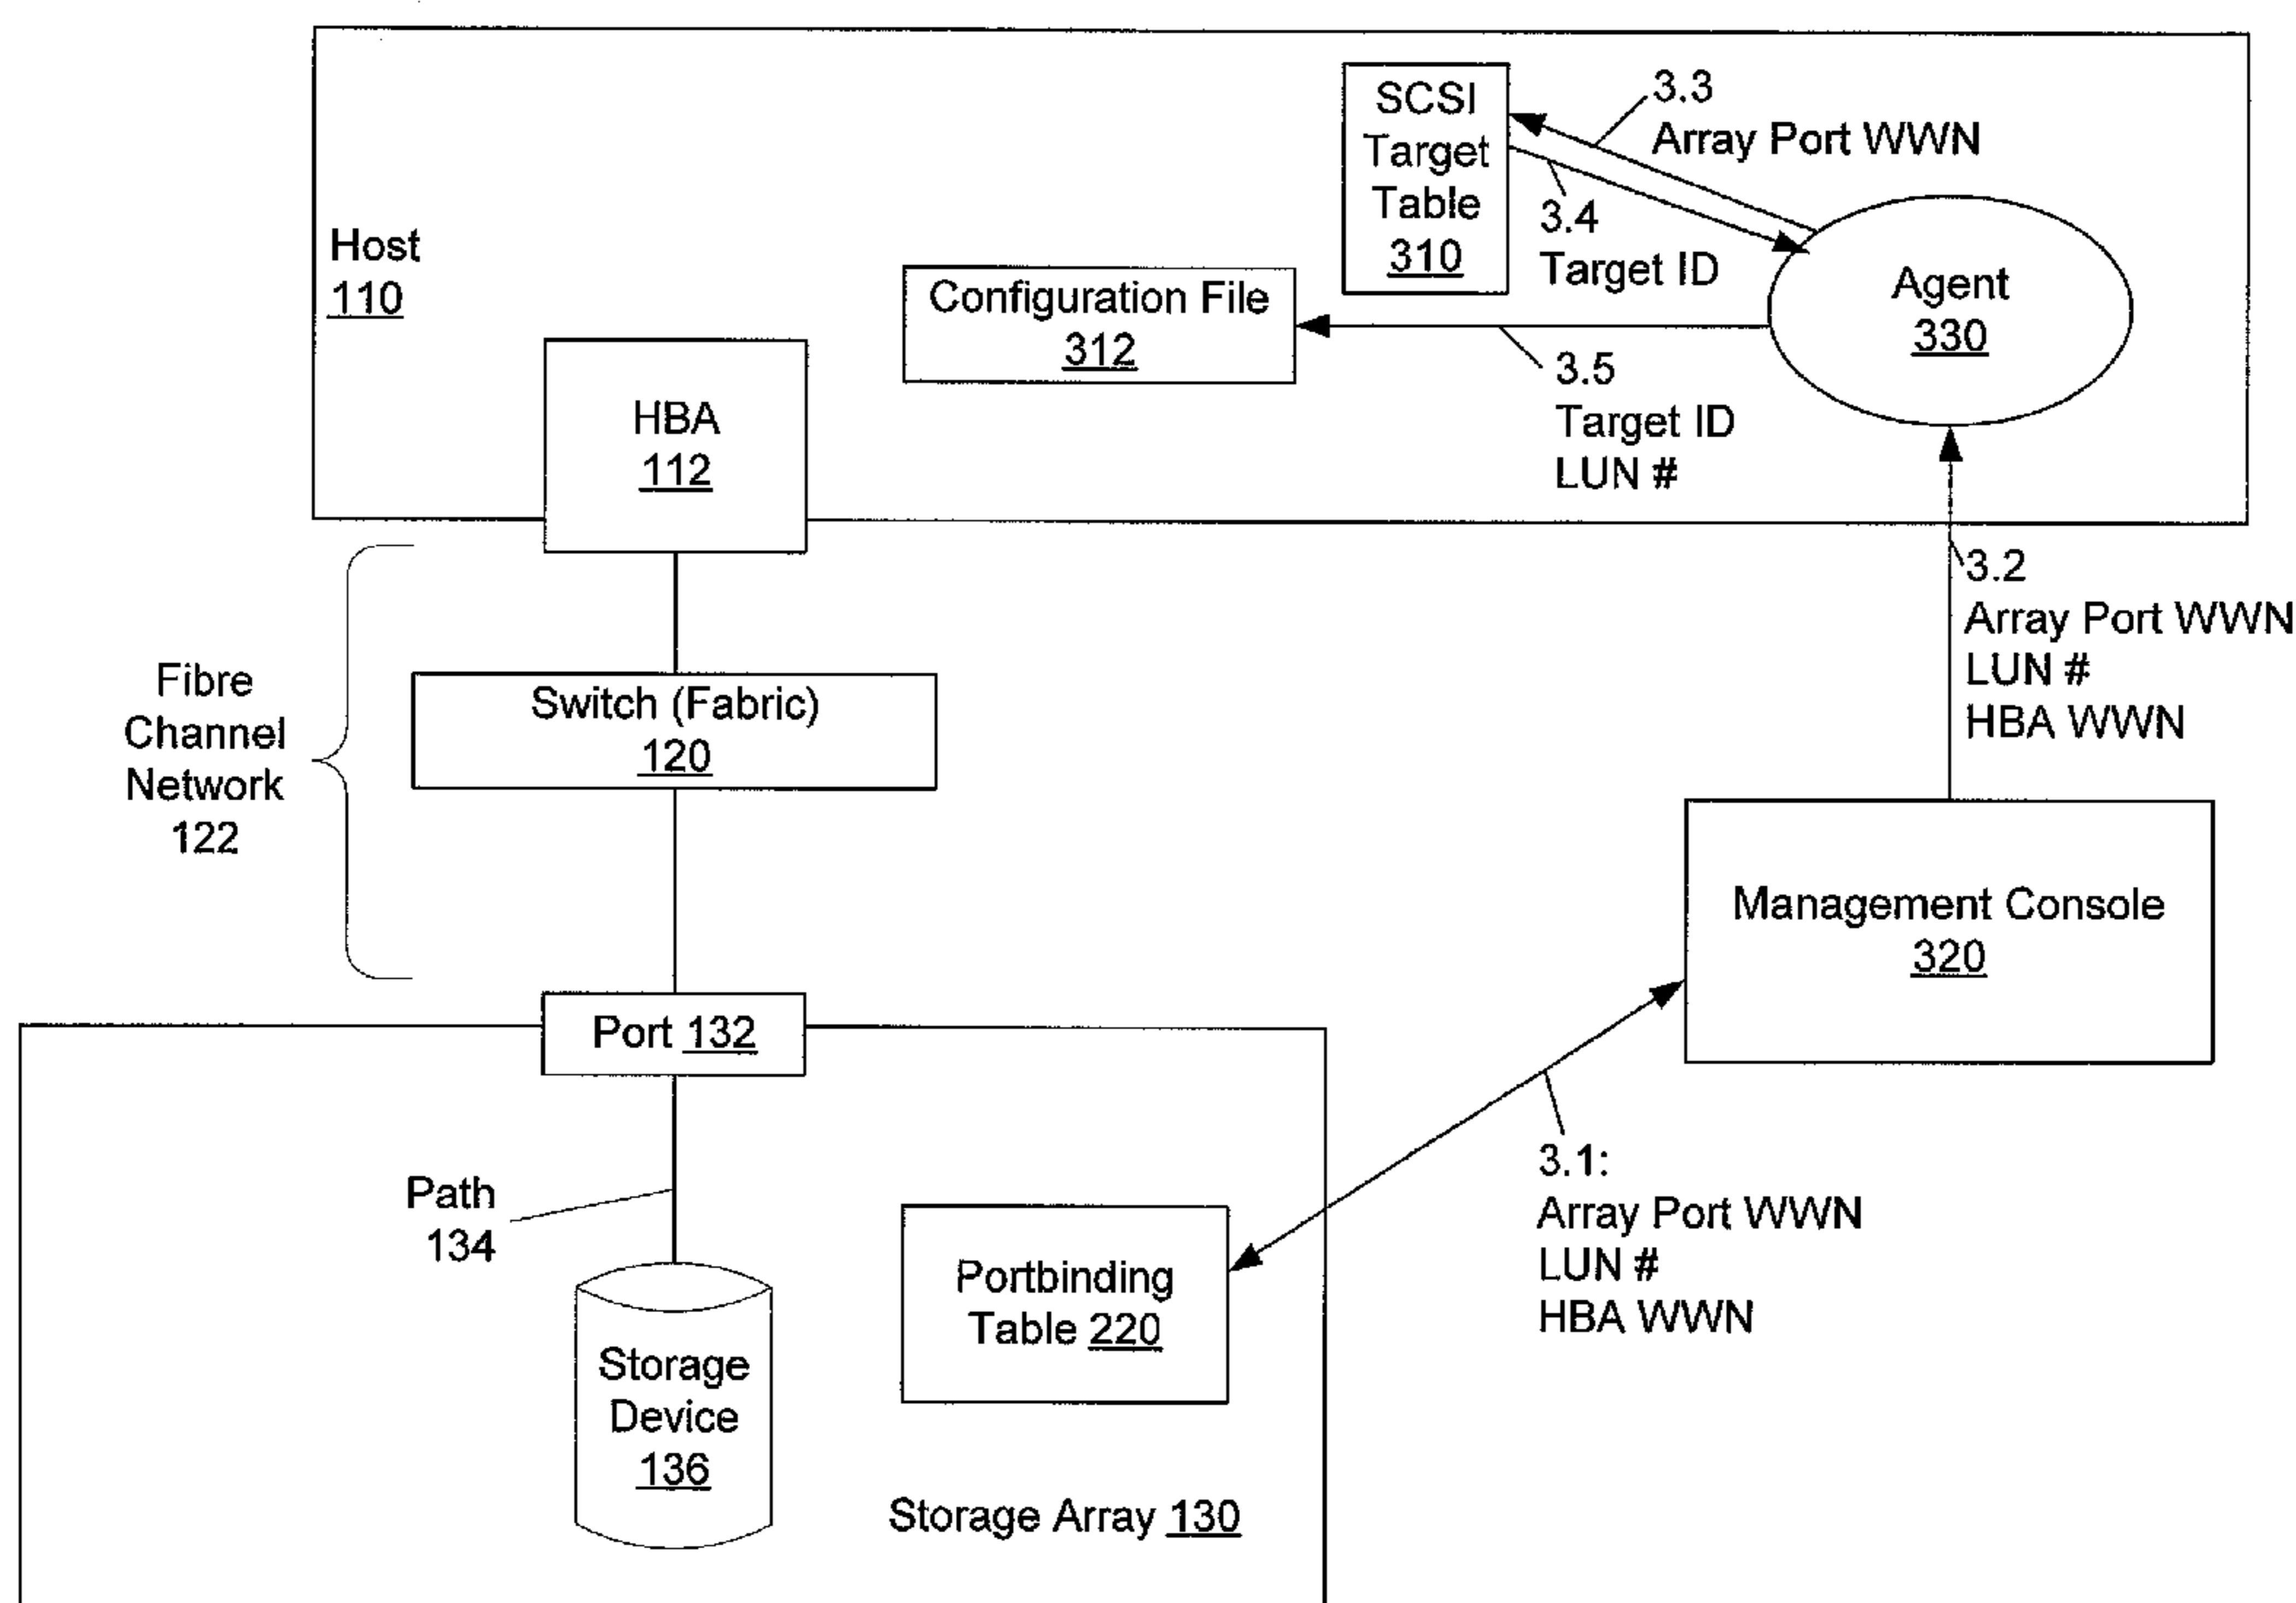 Host
110
SCSI
Target
Table
310
3.3
Array Port WWN
3.4
Target ID
Agent
330
Configuration File
312
3.5
Target ID
LUN #
HBA
112
3.2
Array Port WWN
LUN #
HBA WWN
Fibre
Channel
Network
122
Switch (Fabric)
120
Management Console
320
Port 132
Path
134
3.1:
Array Port WWN
LUN #
HBA WWN
Portbinding
Table 220
Storage
Device
136
Storage Array 130